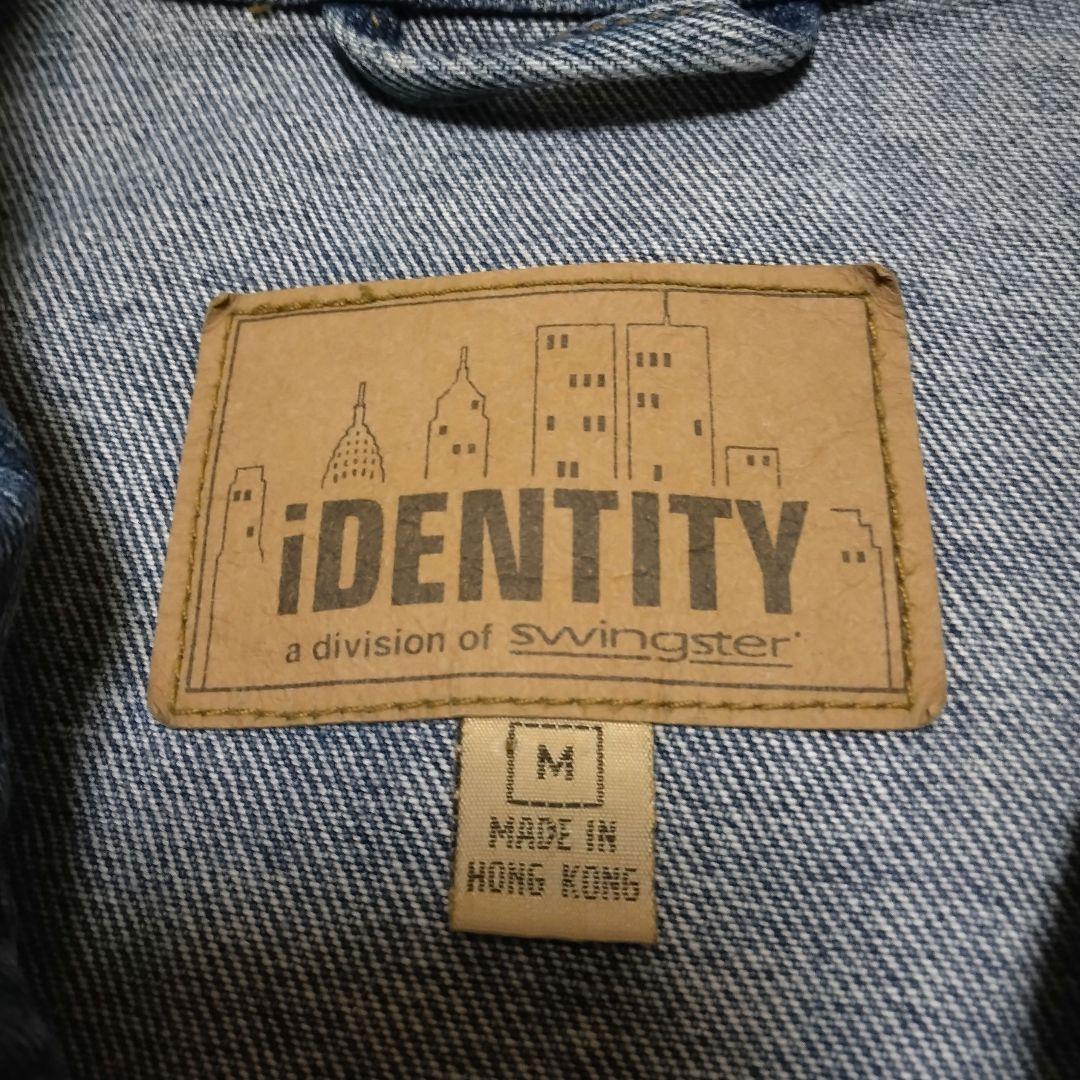 iDENTITY
a division of swingster
M
MADE IN
HONG KONG